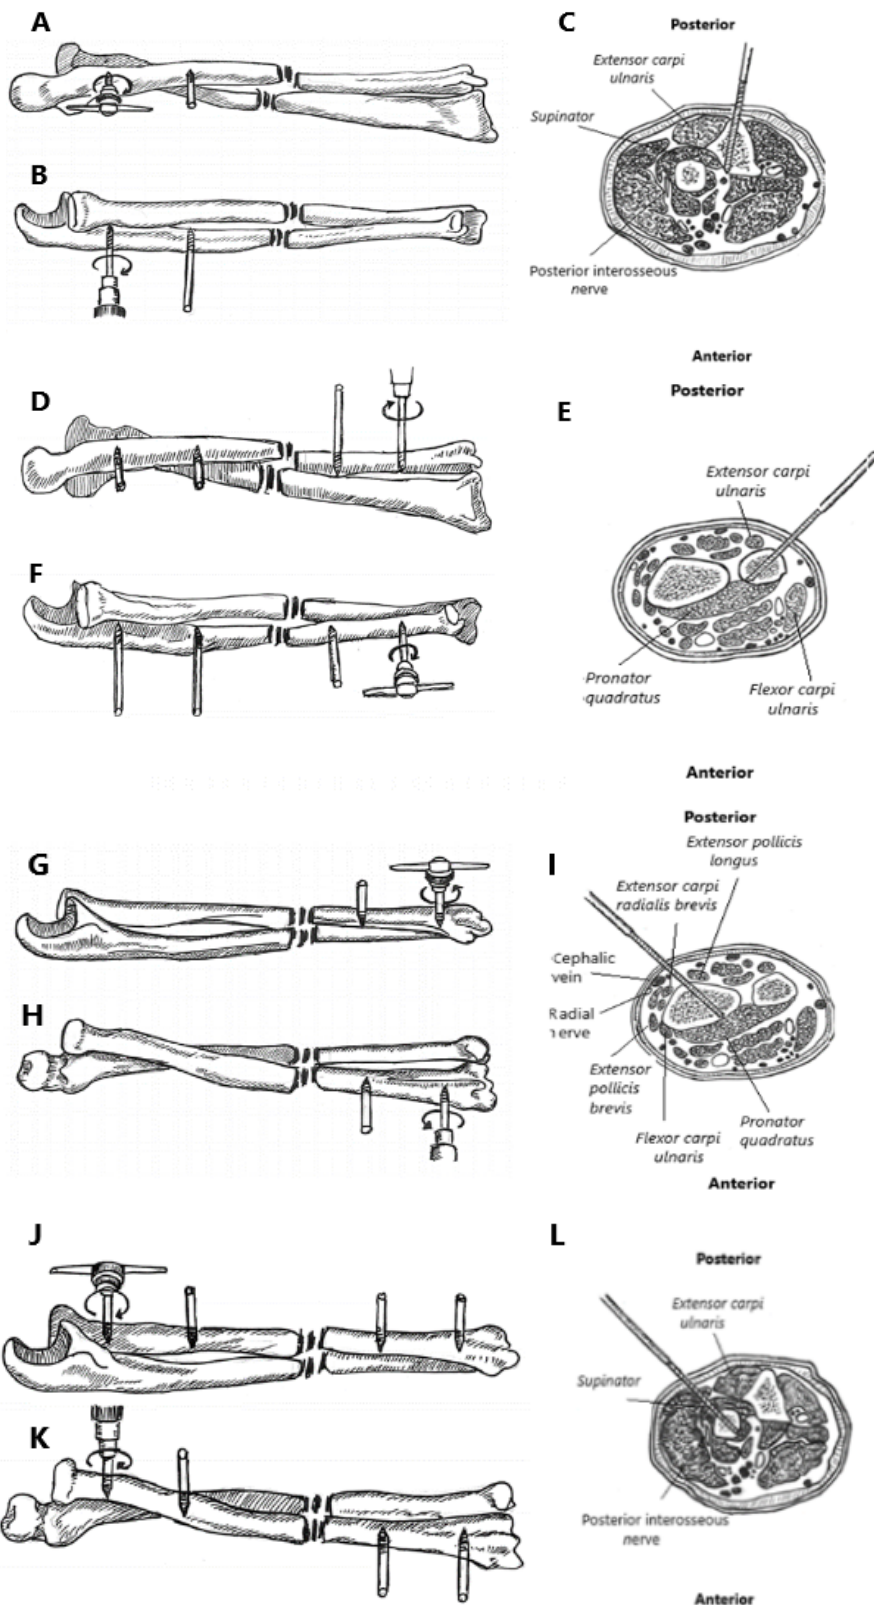 A
C
Posterior
Extensor carpi
ulnaris
Supinator
B
Posterior interosseous
nerve
Anterior
D
Posterior
E
Extensor carpi
ulnaris
F
Pronator
quadratus
Flexor carpi
ulnaris
Anterior
Posterior
G
I
Extensor pollicis
longus
Extensor carpi
radialis brevis
Cephalic
vein
H
Radial
nerve
Extensor
pollicis
brevis
Pronator
quadratus
Flexor carpi
ulnaris
Anterior
J
L
Posterior
Extensor carpi
ulnaris
Supinator
K
Posterior interosseous
nerve
Anterior